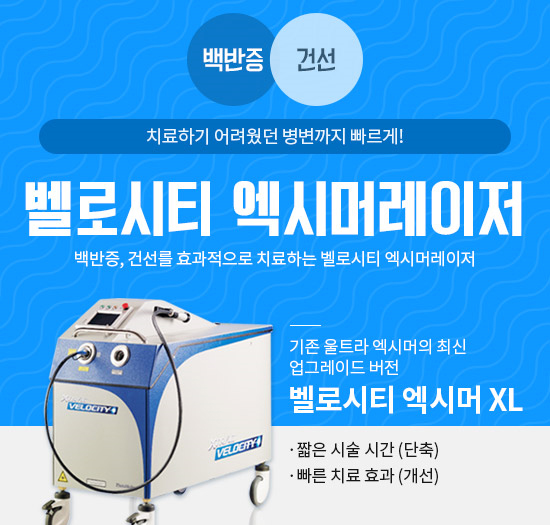 백반증
건선
치료하기 어려웠던 병변까지 빠르게!
벨로시티 엑시머레이저
백반증, 건선를 효과적으로 치료하는 벨로시티 엑시머레이저
기존 울트라 엑시머의 최신
업그레이드 버전
벨로시티 엑시머 XL
· 짧은 시술 시간 (단축)
· 빠른 치료 효과 (개선)
VELOCITY
VELOCITY